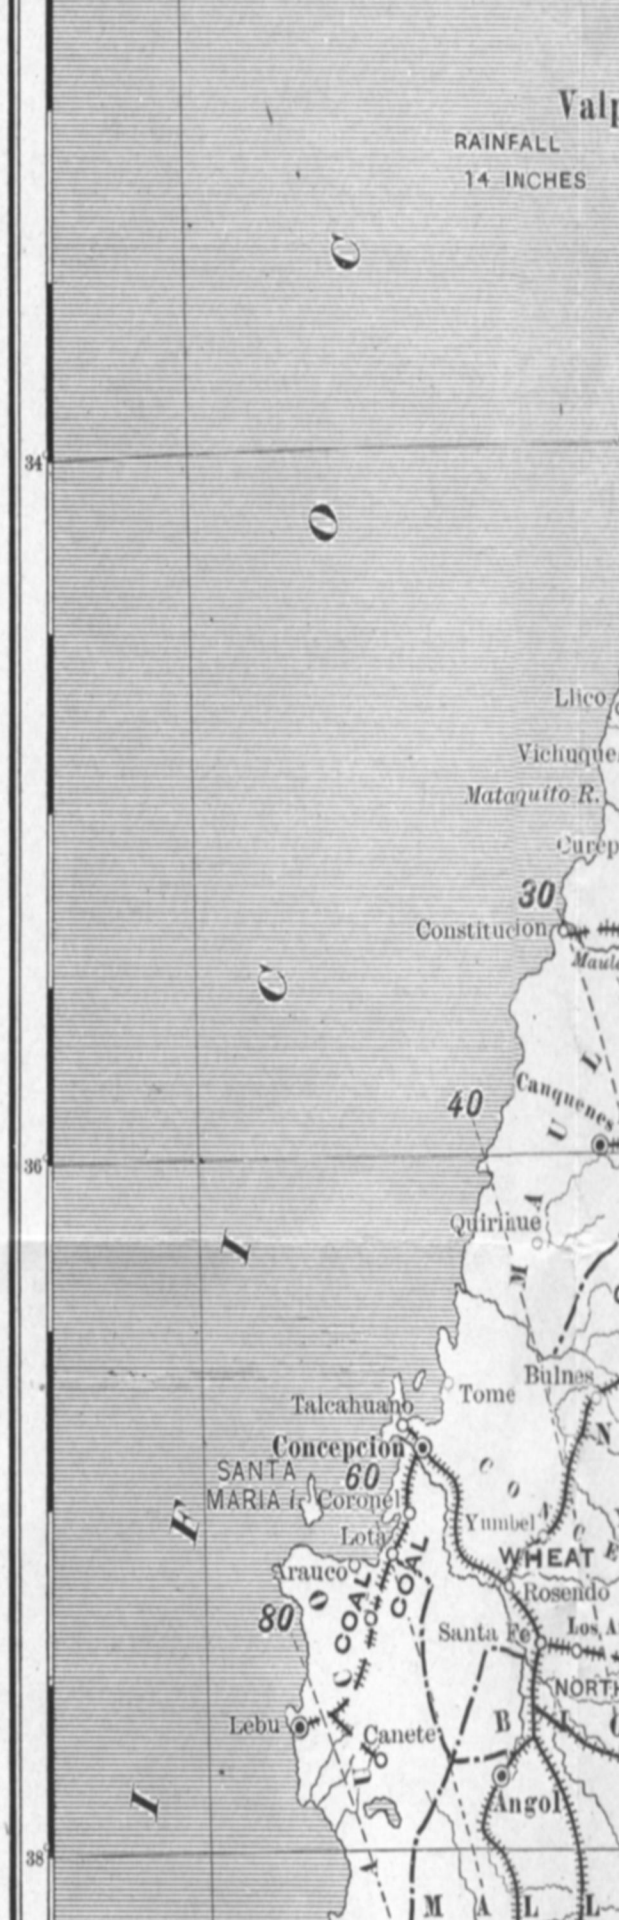 Valp
RAINFALL
14 INCHES
C
34°
O
Llico
Vichuque
Mataquito R.
Curep
30
Constitucion
Maule
C
L
Canquenes
40
U
36°
A
Quirihue
I
M
Bulnes
Tome
Talcahuano
N
Concepcion
C
SANTA
MARIA I.
60
O
Coronel
F
Yumbel
C
E
Lota
COAL
WHEAT
Arauco
COAL
Rosendo
O
80
Santa Fe
Los A
C
NORTH
Lebu
Canete
B
I
O
U
Angol
I
38°
A
M A L L